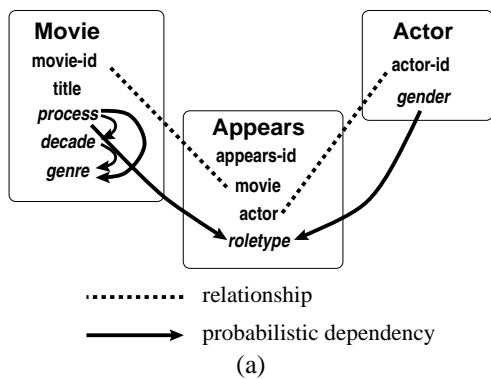 Movie
movie-id
title
process
decade
genre
Appears
appears-id
movie
actor
roletype
Actor
actor-id
gender
relationship
probabilistic dependency
(a)